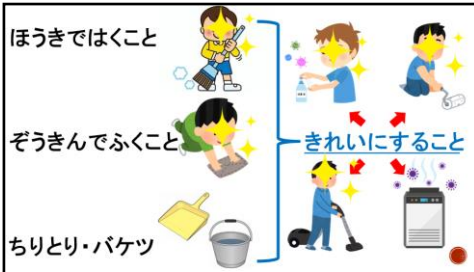 ほうきではくこと
ぞうきんでふくこと
きれいにすること
ちりとり・バケツ